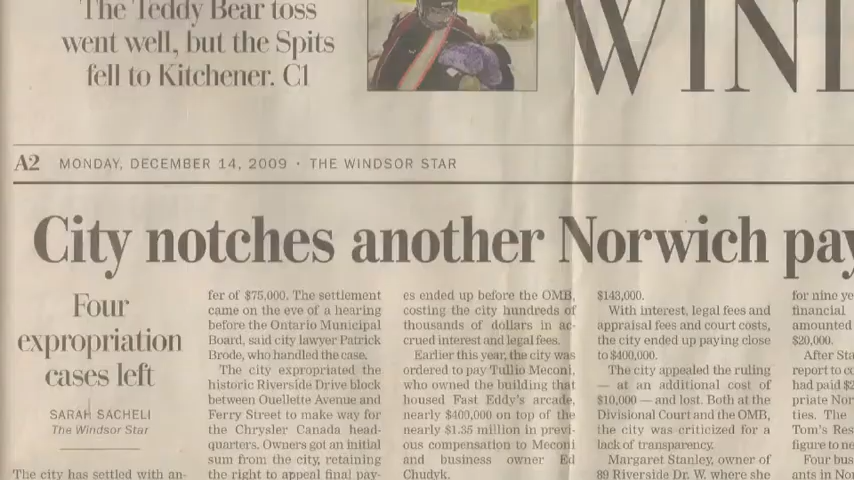 The Teddy Bear toss
went well, but the Spits
fell to Kitchener. C1
A2 MONDAY, DECEMBER 14, 2009 · THE WINDSOR STAR
City notches another Norwich
Four
expropriation
cases left
SARAH SACHELI
The Windsor Star
The city has settled with an-
fer of $75,000. The settlement
came on the eve of a hearing
before the Ontario Municipal
Board, said city lawyer Patrick
Brode, who handled the case.
The city expropriated the
historic Riverside Drive block
between Ouellette Avenue and
Ferry Street to make way for
the Chrysler Canada head-
quarters. Owners got an initial
sum from the city, retaining
the right to appeal final pay-
es ended up before the OMB,
costing the city hundreds of
thousands of dollars in ac-
crued interest and legal fees.
Earlier this year, the city was
ordered to pay Tullio Meconi,
who owned the building that
housed Fast Eddy's arcade,
nearly $400,000 on top of the
nearly $1.35 million in previ-
ous compensation to Meconi
and business owner Ed
Chudyk.
$143,000.
With interest, legal fees and
appraisal fees and court costs,
the city ended up paying close
to $400,000.
The city appealed the ruling
— at an additional cost of
$10,000 — and lost. Both at the
Divisional Court and the OMB,
the city was criticized for a
lack of transparency.
Margaret Stanley, owner of
89 Riverside Dr. W. where she
for nine ye
financial
amounted
$20,000.
After Sta
report to co
had paid $2
priate Nor
ties. The
Tom's Res
figure to ne
Four bus
ants in Nor